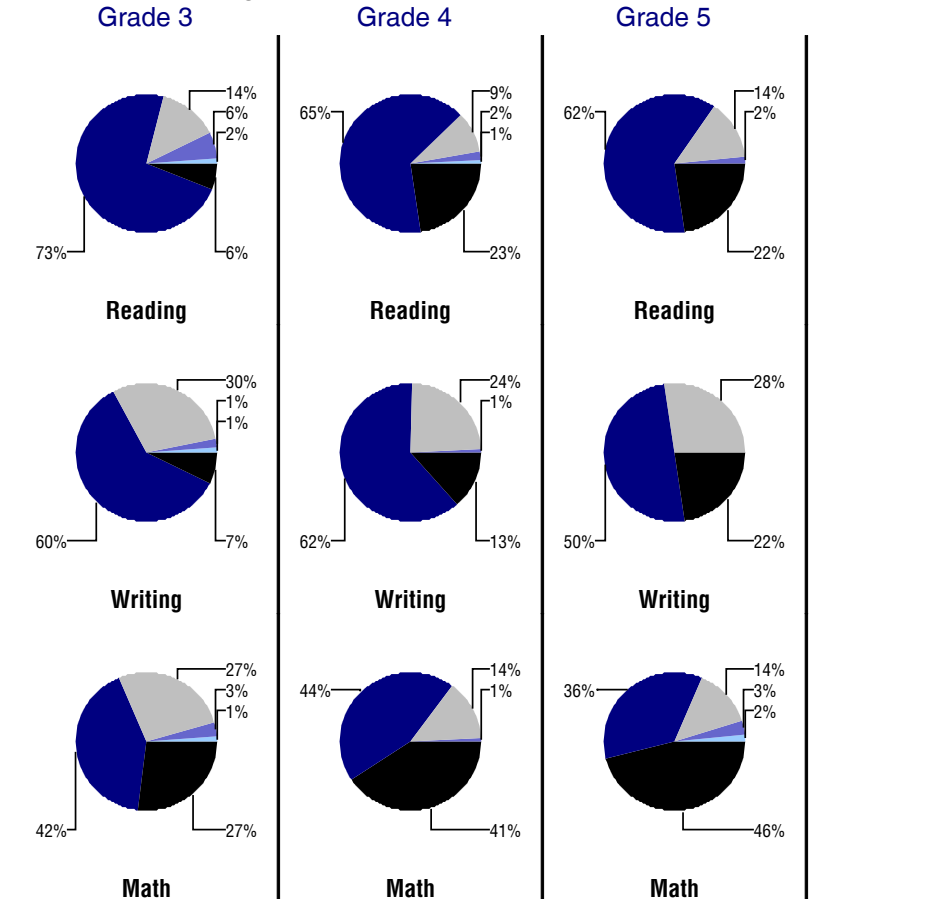 Grade 3 Grade 4 Grade 5
14% 9% 14%
65% 6% 2% 62% 2%
2% 1%
73% 6% 23% 22%
Reading Reading Reading
30% 24% 28%
1% 1%
1%
60% 7% 62% 13% 50% 22%
Writing Writing Writing
27% 14% 14%
3% 44% 1% 36% 3%
1% 2%
42% 27% 41% 46%
Math Math Math